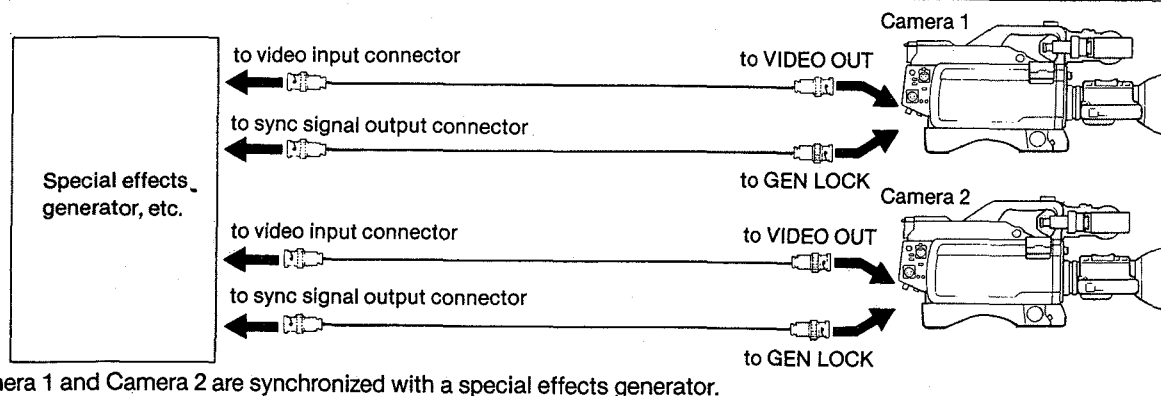 Camera 1
to video input connector
to VIDEO OUT
to sync signal output connector
to GEN LOCK
Special effects
generator, etc.
Camera 2
to video input connector
to VIDEO OUT
to sync signal output connector
to GEN LOCK
1 and Camera 2 are synchronized with a special effects generator.